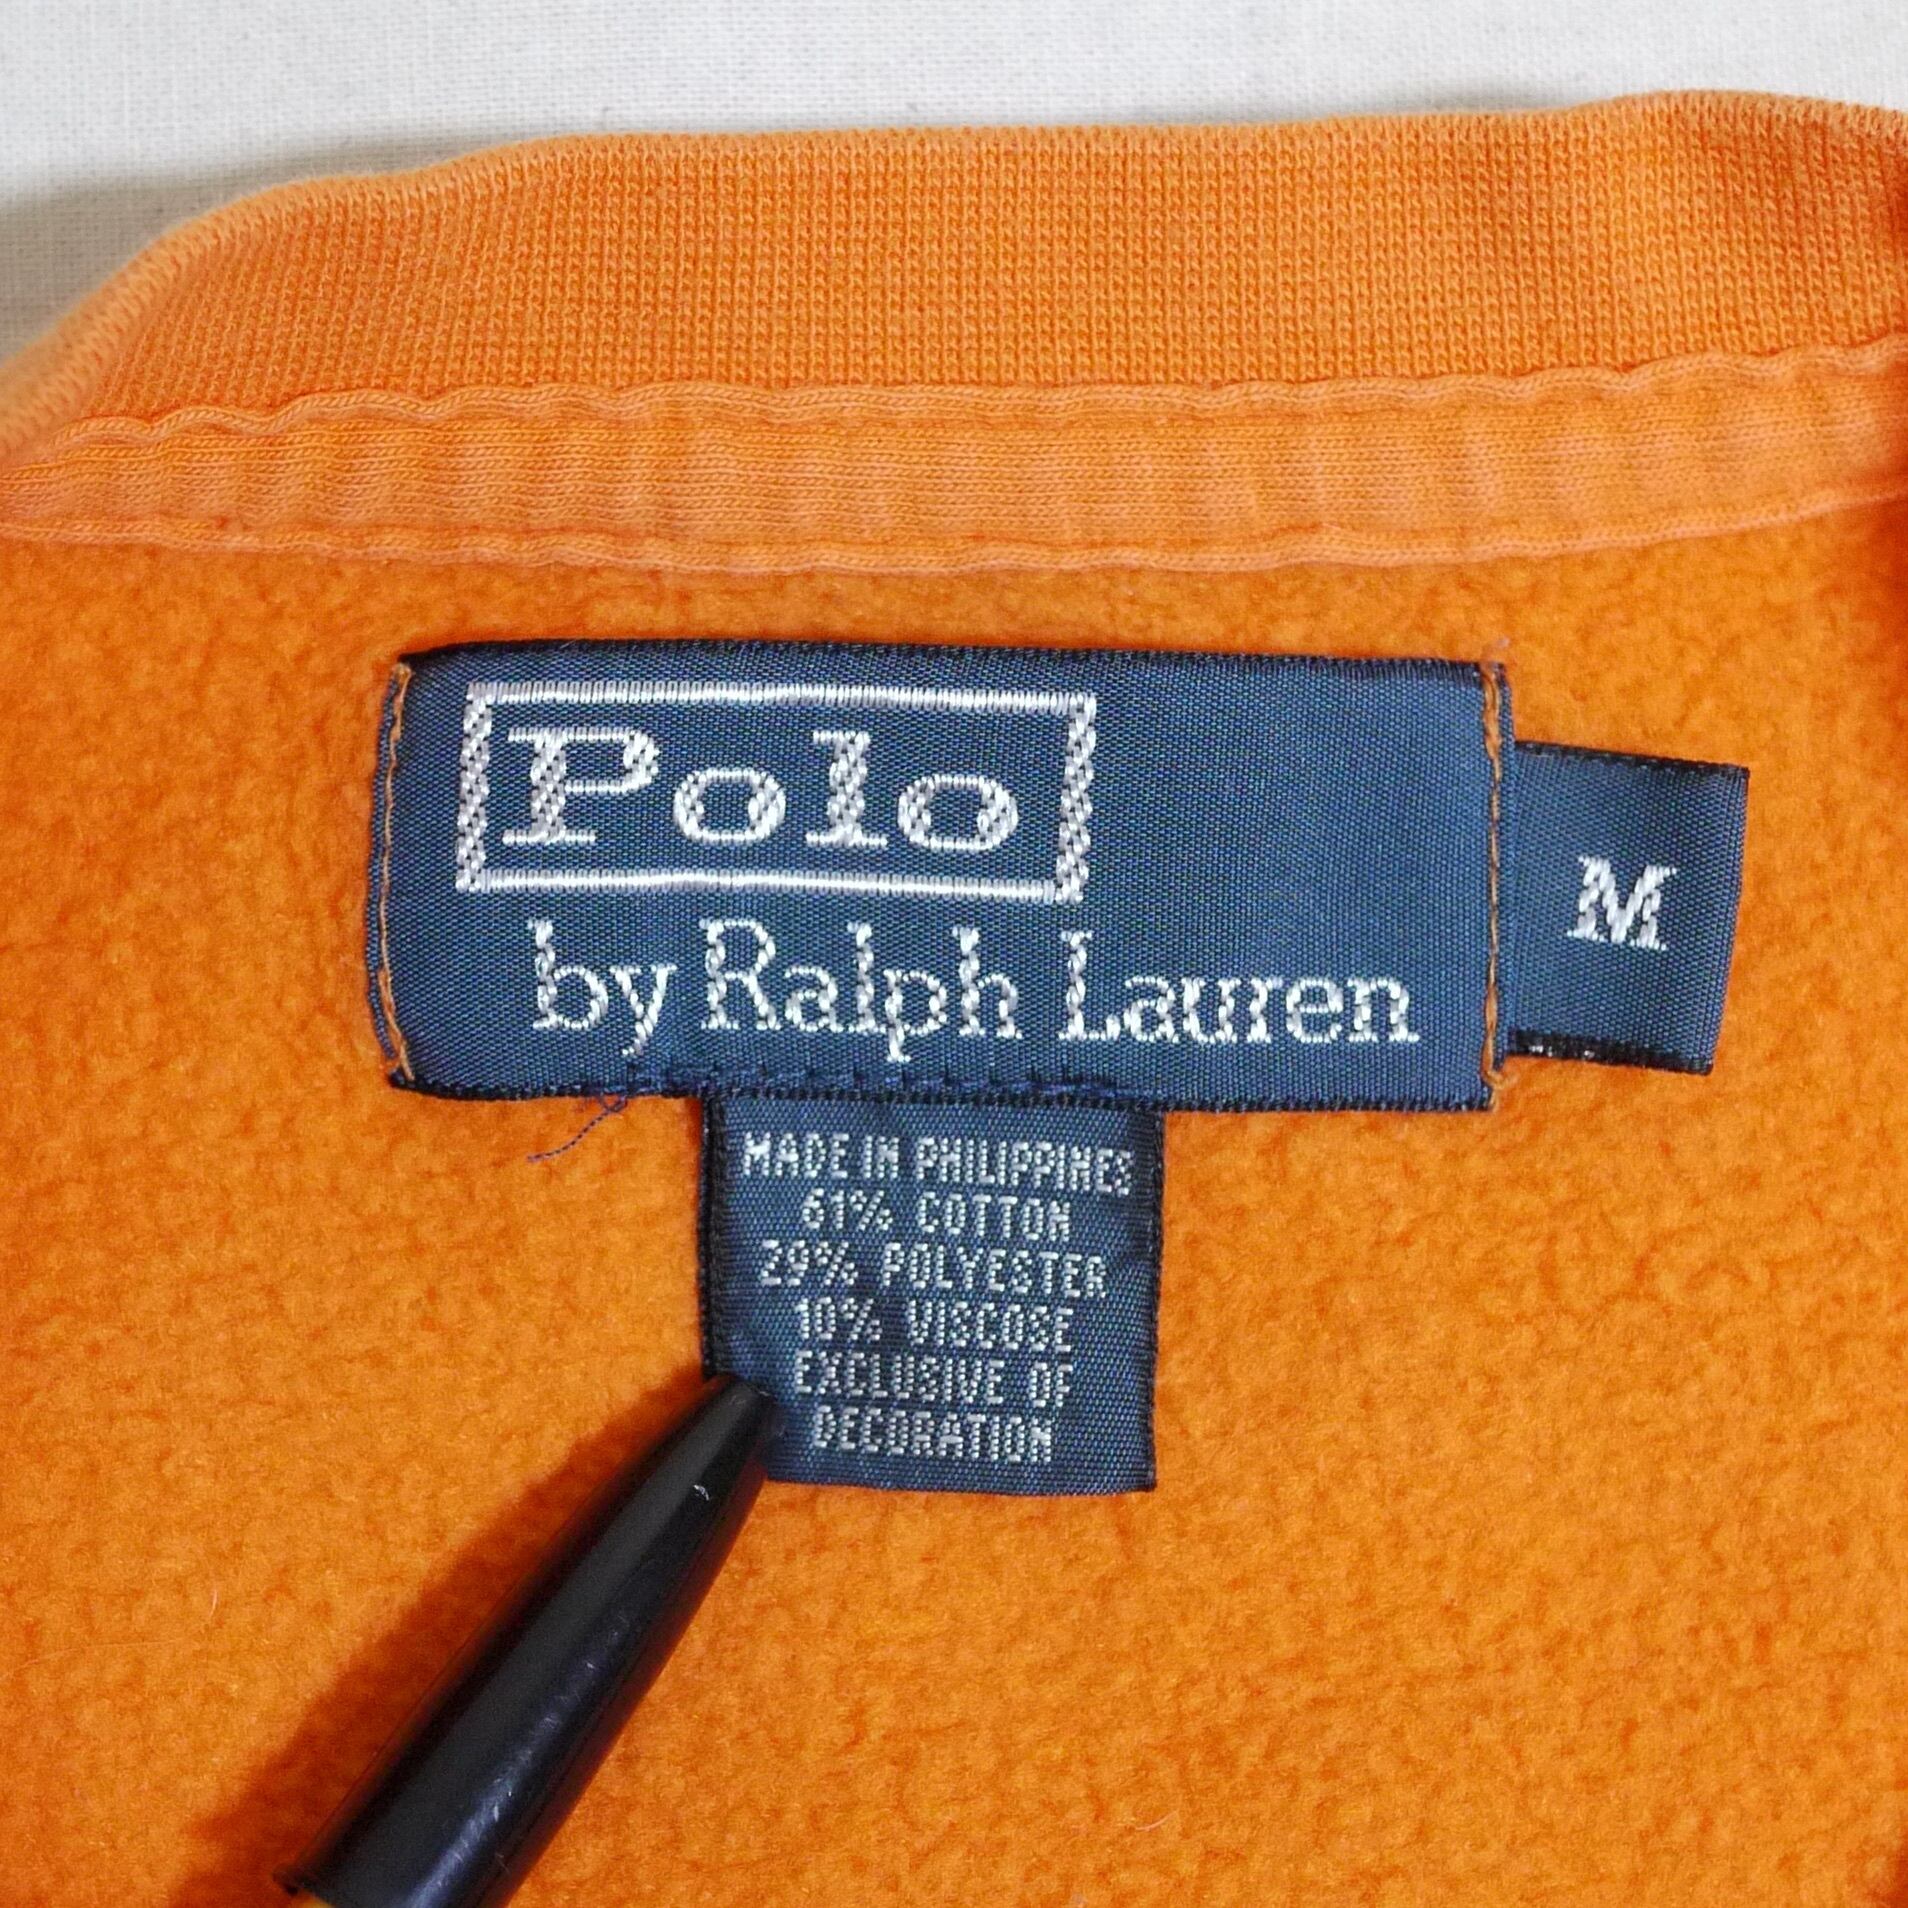 Polo
by Ralph Lauren
M
MADE IN PHILIPPINES
61% COTTON
29% POLYESTER
10% VISCOSE
EXCLUSIVE OF
DECORATION